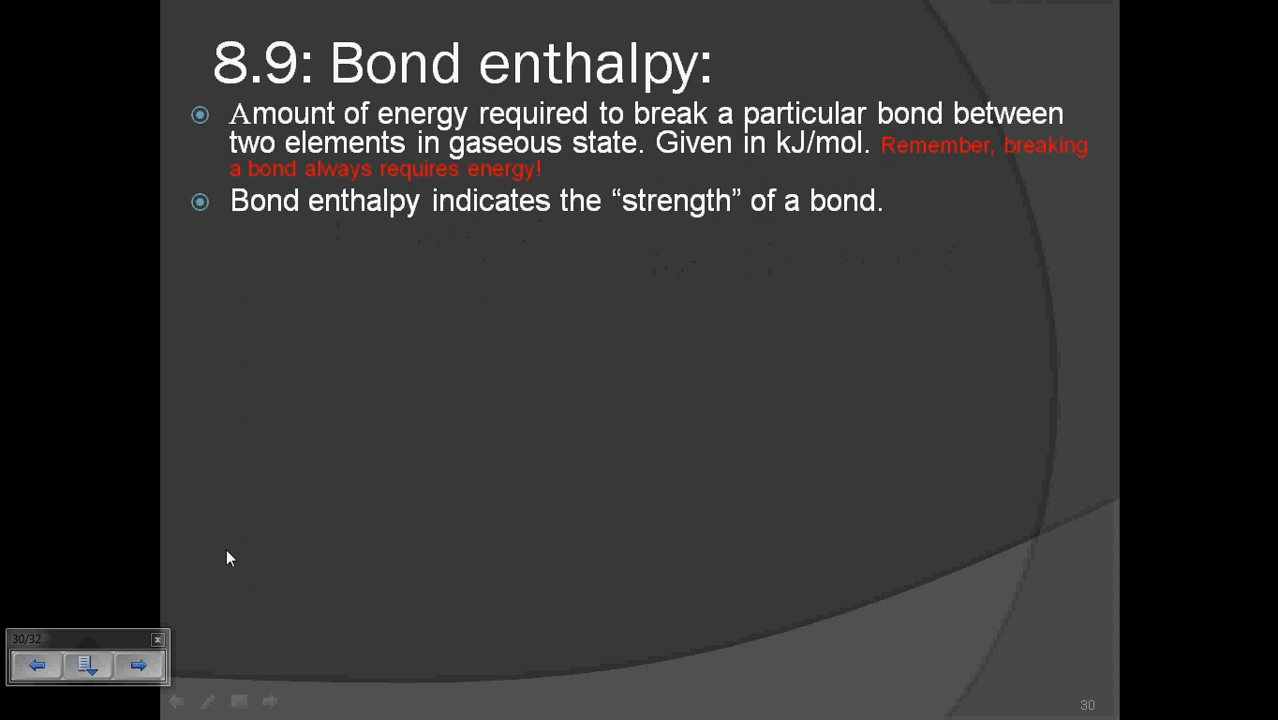 8.9: Bond enthalpy:
Amount of energy required to break a particular bond between
two elements in gaseous state. Given in kJ/mol. Remember, breaking
a bond always requires energy!
Bond enthalpy indicates the “strength” of a bond.
30/32
30